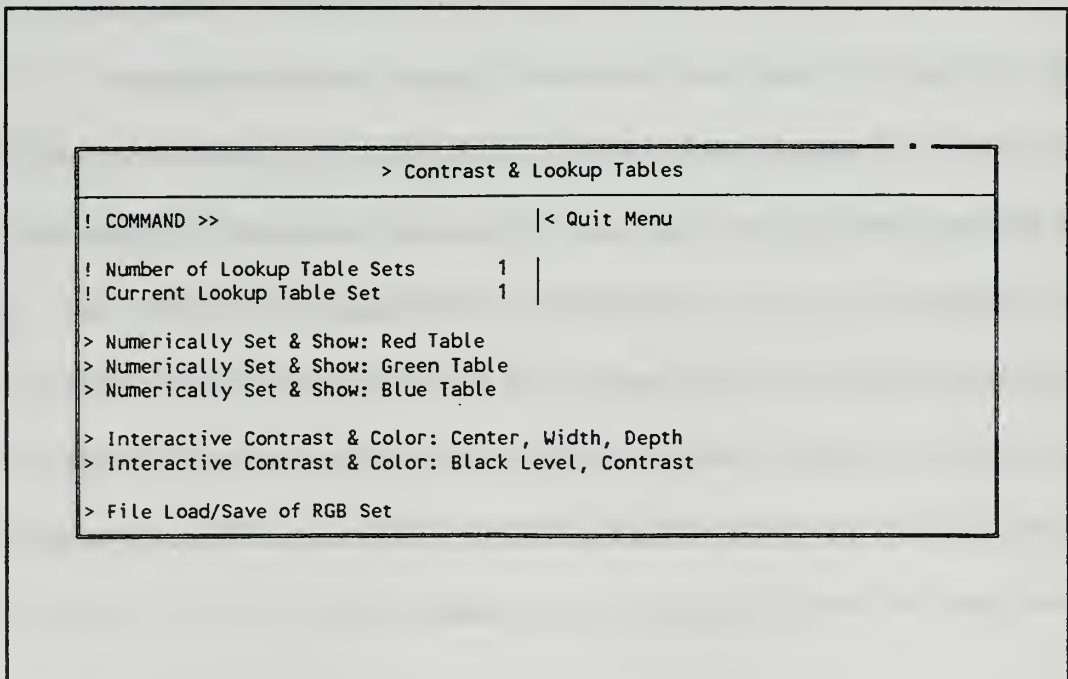 > Contrast & Lookup Tables
! COMMAND >> |< Quit Menu
! Number of Lookup Table Sets 1 |
! Current Lookup Table Set 1 |
> Numerically Set & Show: Red Table
> Numerically Set & Show: Green Table
> Numerically Set & Show: Blue Table
> Interactive Contrast & Color: Center, Width, Depth
> Interactive Contrast & Color: Black Level, Contrast
> File Load/Save of RGB Set